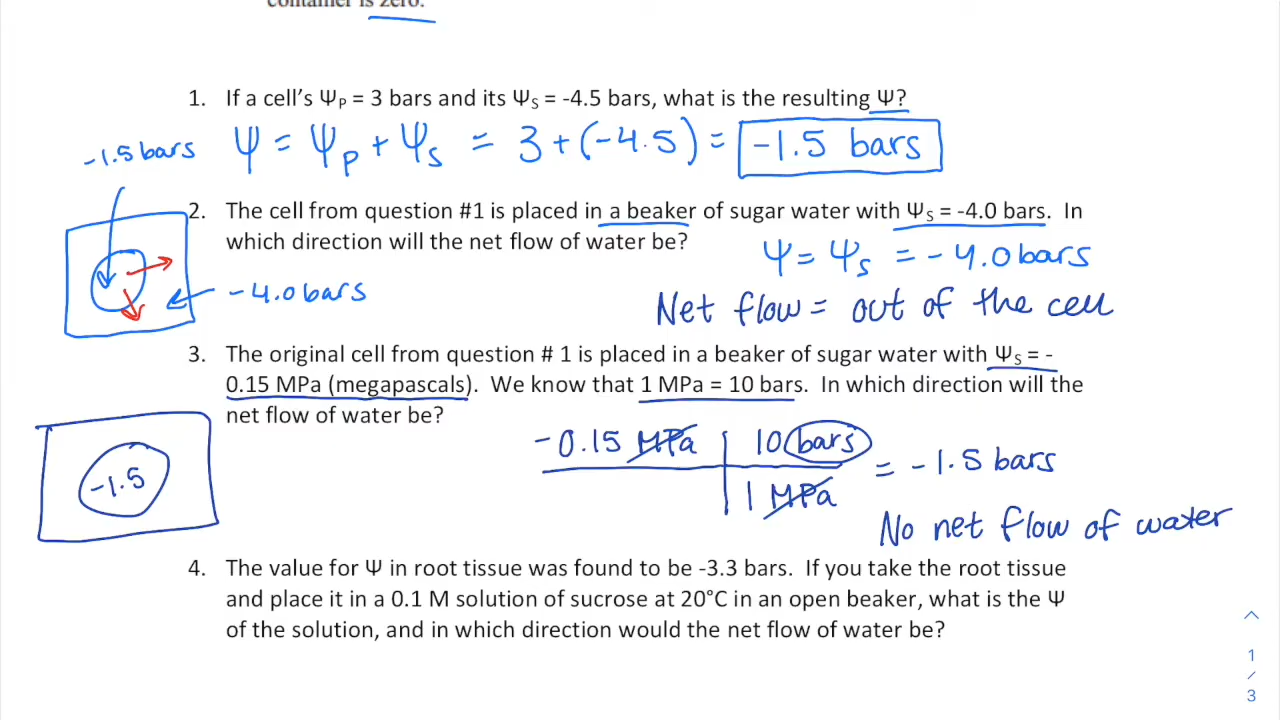 container is zero.
1. If a cell's ΨP = 3 bars and its ΨS = -4.5 bars, what is the resulting Ψ?
-1.5 bars
Ψ = Ψp + Ψs = 3 + (-4.5) = -1.5 bars
2. The cell from question #1 is placed in a beaker of sugar water with ΨS = -4.0 bars. In
which direction will the net flow of water be?
Ψ = Ψs = -4.0 bars
-4.0 bars
Net flow = out of the cell
3. The original cell from question # 1 is placed in a beaker of sugar water with ΨS = -
0.15 MPa (megapascals). We know that 1 MPa = 10 bars. In which direction will the
net flow of water be?
-0.15 MPa | 10 bars
= -1.5 bars
1 MPa
-1.5
No net flow of water
4. The value for Ψ in root tissue was found to be -3.3 bars. If you take the root tissue
and place it in a 0.1 M solution of sucrose at 20°C in an open beaker, what is the Ψ
of the solution, and in which direction would the net flow of water be?
1
/
3